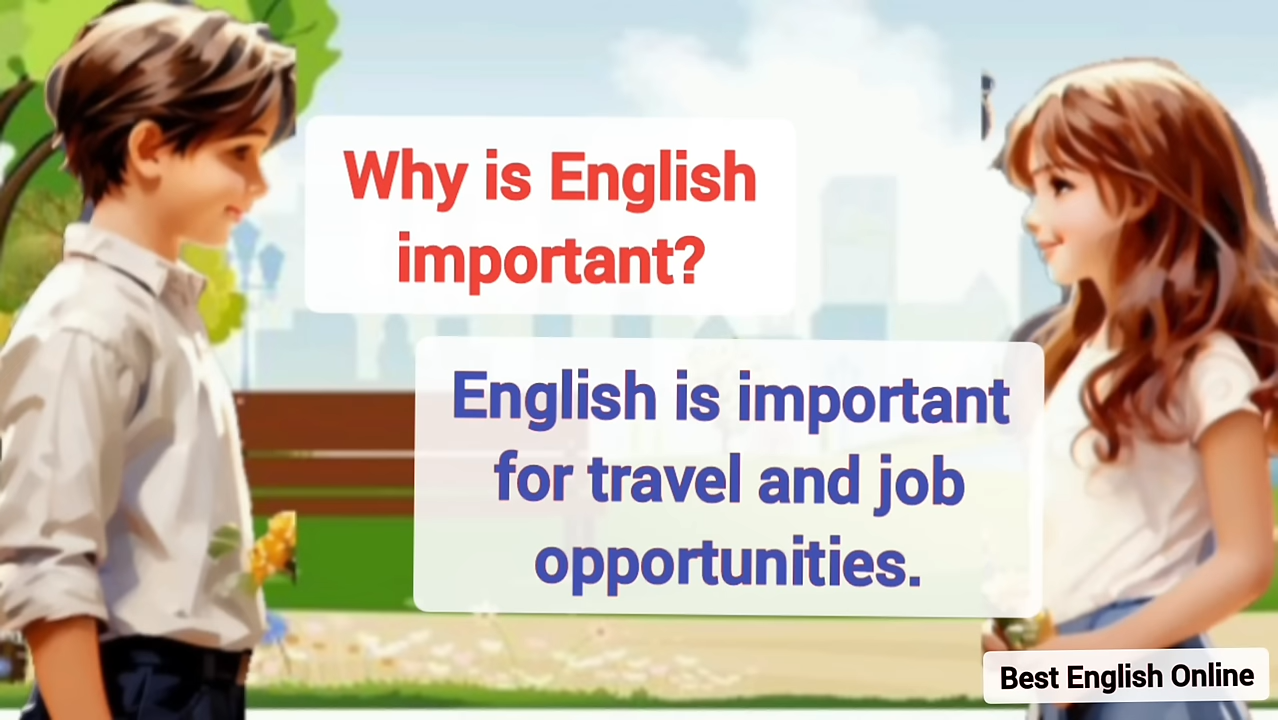 Why is English
important?
English is important
for travel and job
opportunities.
Best English Online